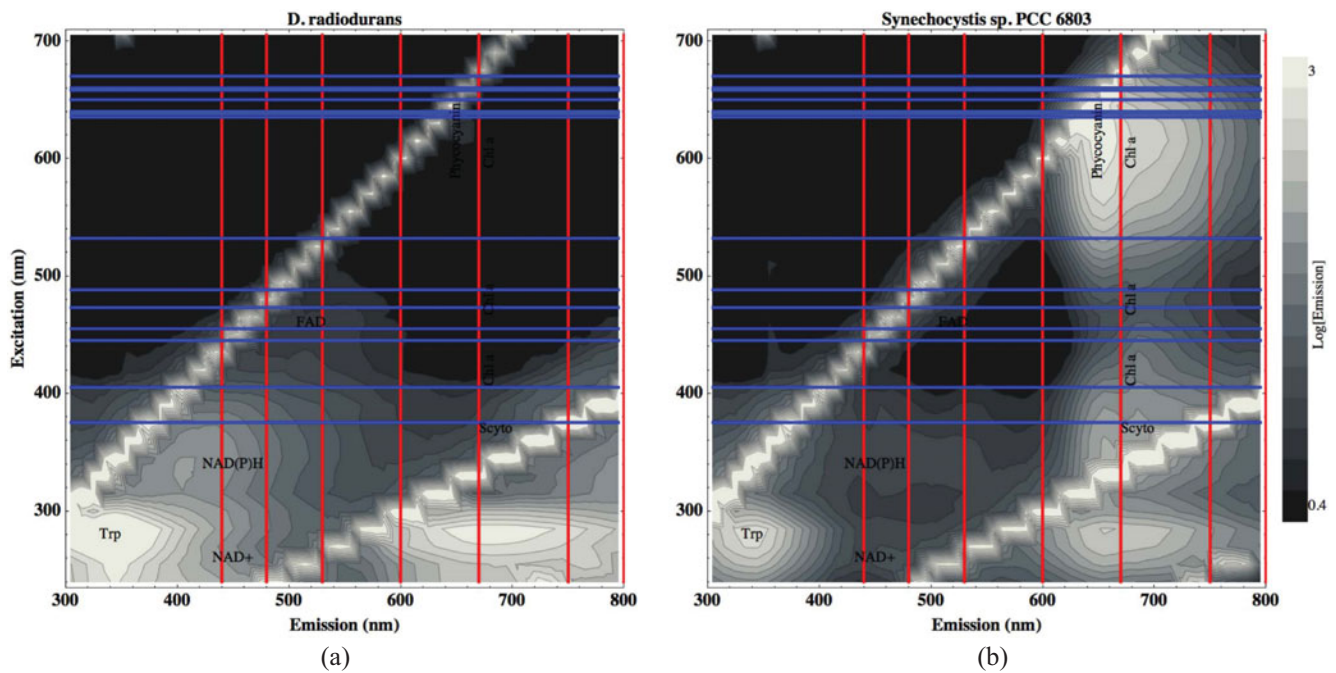 D. radiodurans
700
600
500
400
300
Excitation (nm)
Phycocyanin
Chl a
Chl a
FAD
Chl a
Scyto
NAD(P)H
Trp
NAD+
300 400 500 600 700 800
Emission (nm)
(a)
Synechocystis sp. PCC 6803
700
600
500
400
300
Phycocyanin
Chl a
Chl a
FAD
Chl a
Scyto
NAD(P)H
Trp
NAD+
300 400 500 600 700 800
Emission (nm)
(b)
3
Log[Emission]
0.4